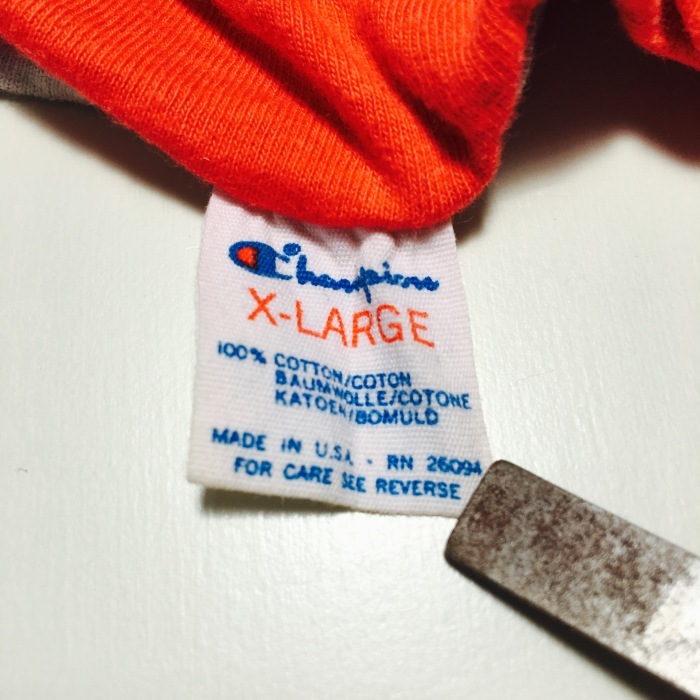 Champion
X-LARGE
100% COTTON/COTON
BAUMWOLLE/COTONE
KATOEN/BOMULD
MADE IN U.S.A. - RN 26094
FOR CARE SEE REVERSE